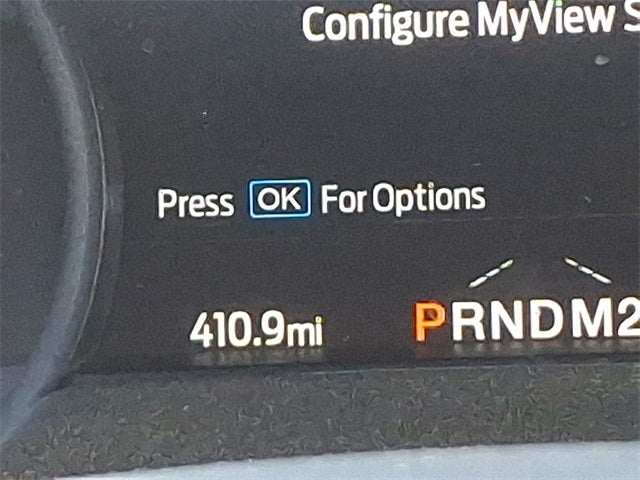 Configure MyView S
Press OK For Options
410.9mi
PRNDM2